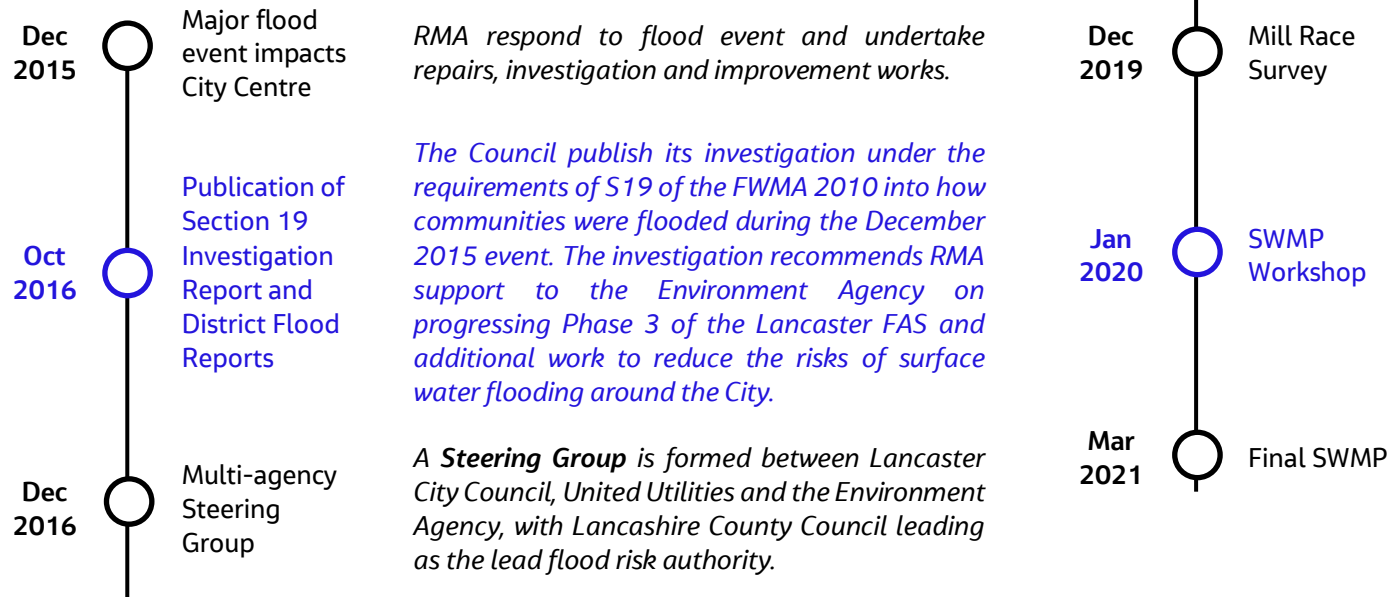 Dec
2015
Major flood
event impacts
City Centre
RMA respond to flood event and undertake
repairs, investigation and improvement works.
Oct
2016
Publication of
Section 19
Investigation
Report and
District Flood
Reports
The Council publish its investigation under the
requirements of S19 of the FWMA 2010 into how
communities were flooded during the December
2015 event. The investigation recommends RMA
support to the Environment Agency on
progressing Phase 3 of the Lancaster FAS and
additional work to reduce the risks of surface
water flooding around the City.
Dec
2016
Multi-agency
Steering
Group
A Steering Group is formed between Lancaster
City Council, United Utilities and the Environment
Agency, with Lancashire County Council leading
as the lead flood risk authority.
Dec
2019
Mill Race
Survey
Jan
2020
SWMP
Workshop
Mar
2021
Final SWMP